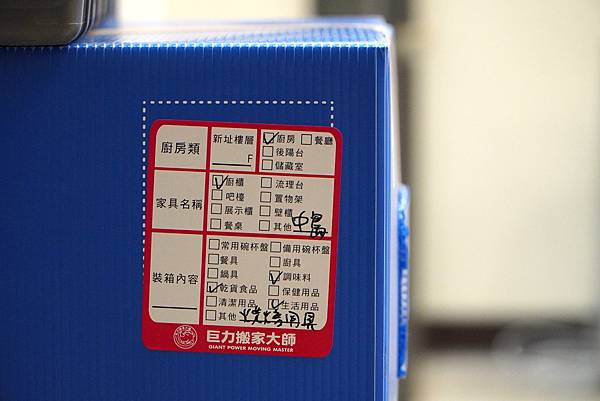 廚房類
新址樓層
F
☑廚房 □餐廳
□後陽台
□儲藏室
家具名稱
☑廚櫃 □流理台
□吧檯 □置物架
□展示櫃 □壁櫃
□餐桌 □其他 中島
裝箱內容
□常用碗杯盤 □備用碗杯盤
□餐具 □廚具
□鍋具 ☑調味料
☑乾貨食品 □保健用品
□清潔用品 ☑生活用品
□其他 烘焙用具
巨力搬家大師
GIANT POWER MOVING MASTER